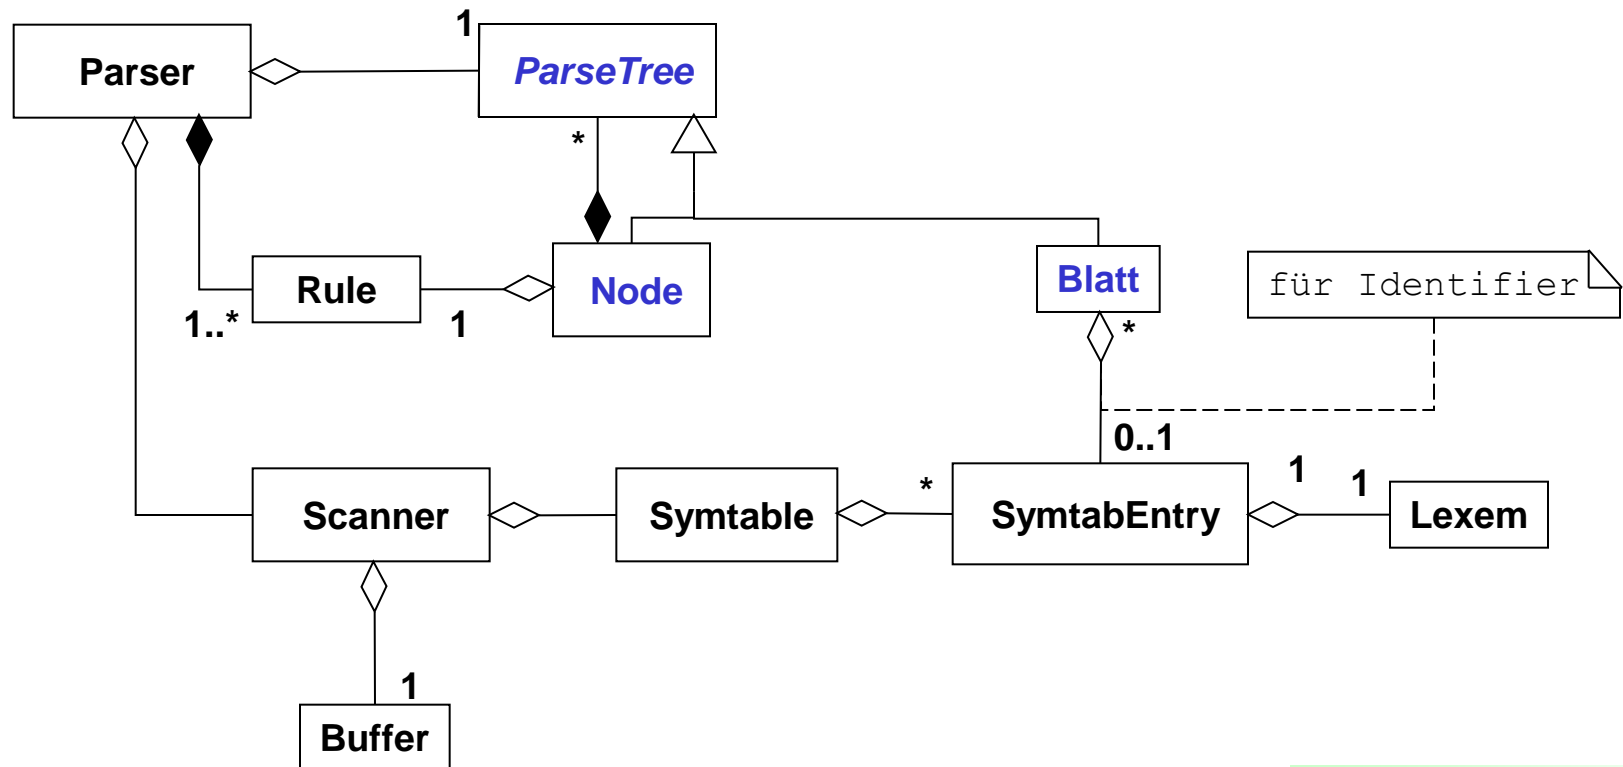 1
Parser
ParseTree
*
Rule
Node
Blatt
für Identifier
1..*
1
*
0..1
Scanner
Symtable
*
SymtabEntry
1
1
Lexem
1
Buffer